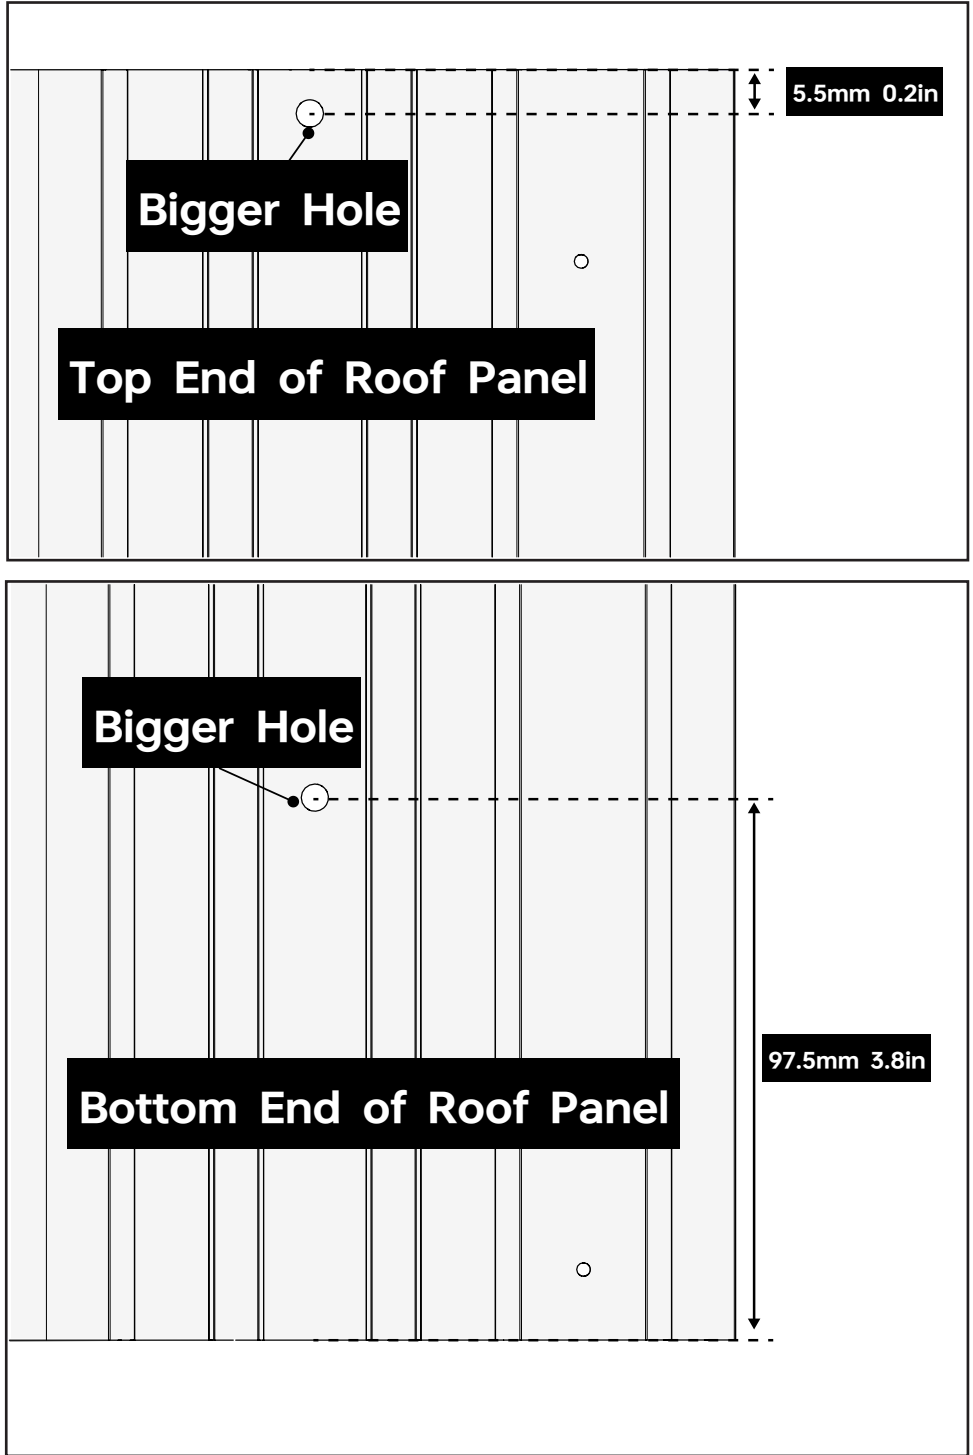 5.5mm 0.2in
Bigger Hole
Top End of Roof Panel
Bigger Hole
97.5mm 3.8in
Bottom End of Roof Panel